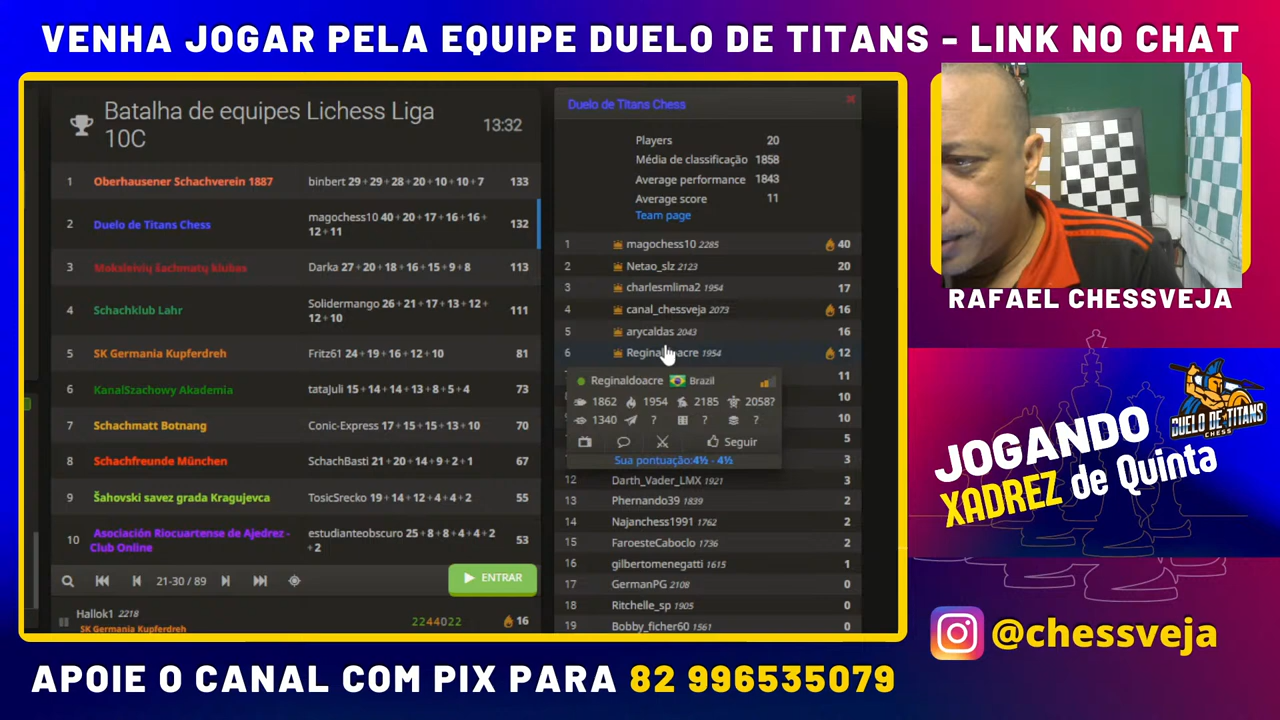 VENHA JOGAR PELA EQUIPE DUELO DE TITANS - LINK NO CHAT
Batalha de equipes Lichess Liga 10C
13:32
1 Oberhausener Schachverein 1887 binbert 29+29+28+20+10+10+7 133
2 Duelo de Titans Chess magochess10 40+20+17+16+16+12+11 132
3 Moksleivių šachmatų klubas Darka 27+20+18+16+15+9+8 113
4 Schachklub Lahr Solidermango 26+21+17+13+12+12+10 111
5 SK Germania Kupferdreh Fritz61 24+19+16+12+10 81
6 KanalSzachowy Akademia tataJuli 15+14+14+13+8+5+4 73
7 Schachmatt Botnang Conic-Express 17+15+15+13+10 70
8 Schachfreunde München SchachBasti 21+20+14+9+2+1 67
9 Šahovski savez grada Kragujevca TosicSrecko 19+14+12+4+4+2 55
10 Asociación Riocuartense de Ajedrez - Club Online estudianteobscuro 25+8+8+4+4+2+2 53
21-30 / 89
ENTRAR
Hallok1 2218
SK Germania Kupferdreh
2244022 16
Duelo de Titans Chess
Players 20
Média de classificação 1858
Average performance 1843
Average score 11
Team page
1 magochess10 2285 40
2 Netao_slz 2123 20
3 charlesmlima2 1954 17
4 canal_chessveja 2073 16
5 arycaldas 2043 16
6 Reginaldoacre 1954 12
11
10
10
5
3
Reginaldoacre Brazil
1862 1954 2185 2058?
1340 ? ? ?
Seguir
Sua pontuação:4½ - 4½
12 Darth_Vader_LMX 1921 3
13 Phernando39 1839 2
14 Najanchess1991 1762 2
15 FaroesteCaboclo 1736 2
16 gilbertomenegatti 1615 1
17 GermanPG 2108 0
18 Ritchelle_sp 1905 0
19 Bobby_ficher60 1561 0
RAFAEL CHESSVEJA
JOGANDO
XADREZ de Quinta
DUELO DE TITANS
CHESS
@chessveja
APOIE O CANAL COM PIX PARA 82 996535079